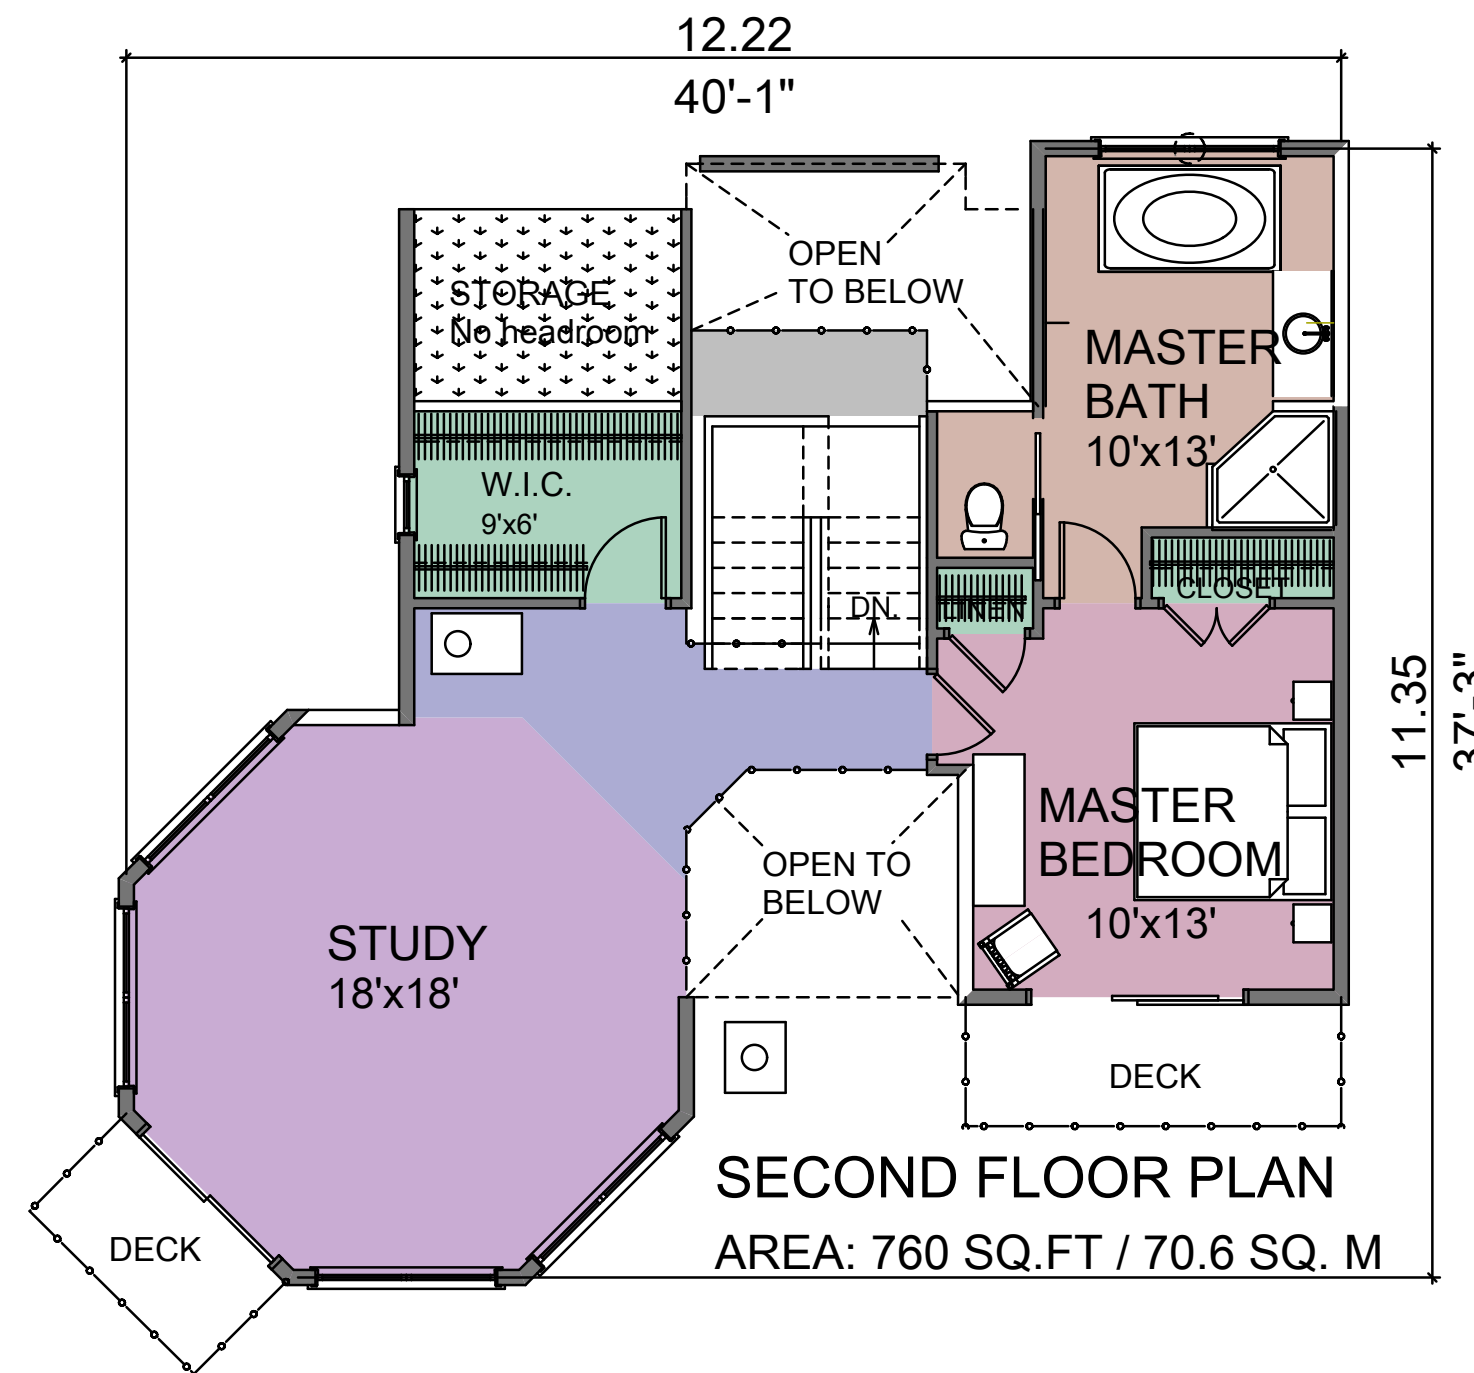 12.22
40'-1"
OPEN
TO BELOW
STORAGE
No headroom
MASTER
BATH
10'x13'
W.I.C.
9'x6'
CLOSET
DN.
LINEN
11.35
37'-3"
MASTER
BEDROOM
10'x13'
OPEN TO
BELOW
STUDY
18'x18'
DECK
SECOND FLOOR PLAN
DECK
AREA: 760 SQ.FT / 70.6 SQ. M